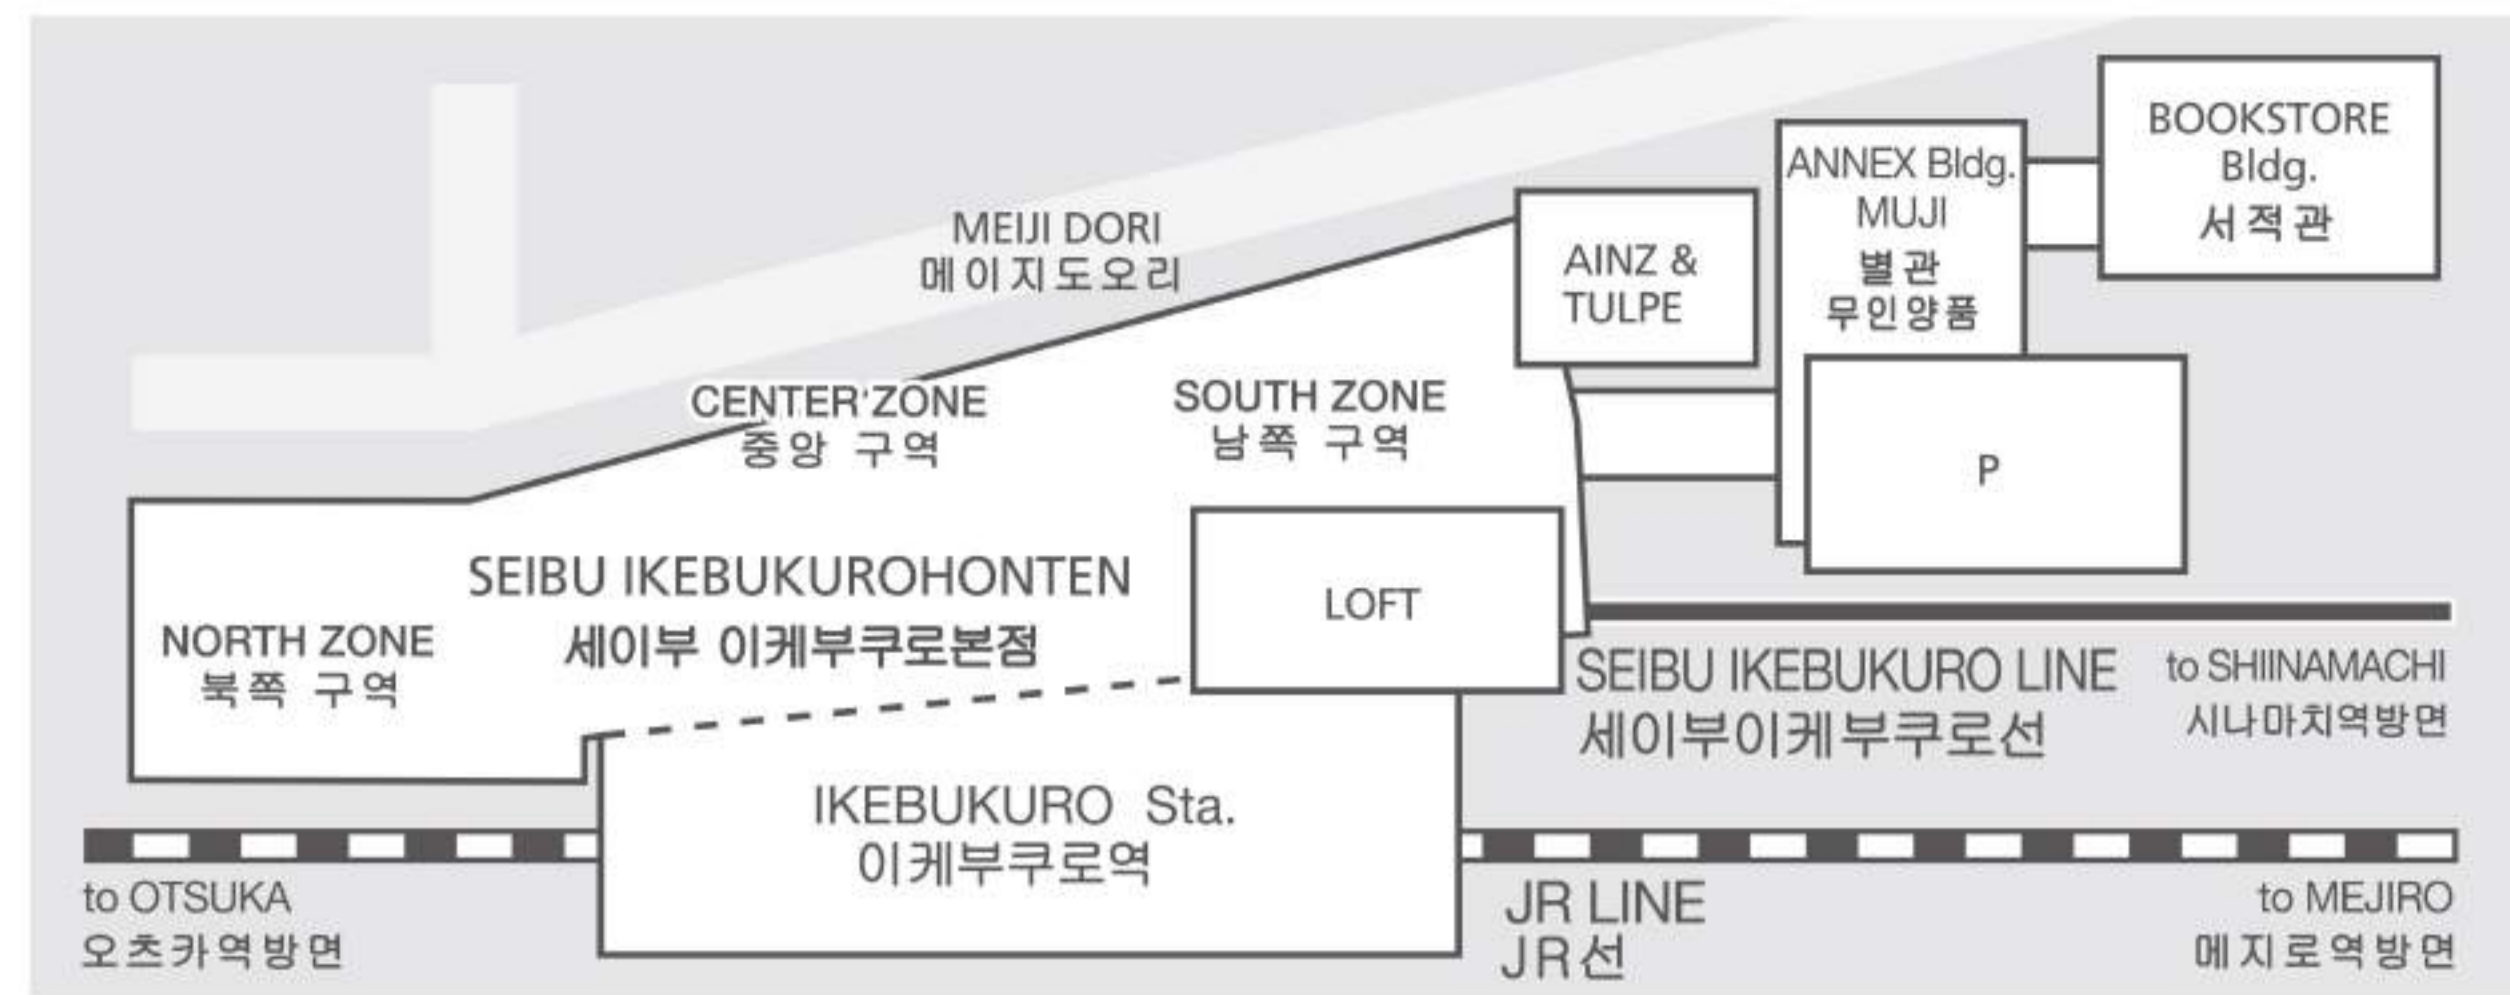 BOOKSTORE
Bldg.
서적관
ANNEX Bldg.
MUJI
별관
무인양품
MEIJI DORI
메이지도오리
AINZ &
TULPE
CENTER ZONE
중앙 구역
SOUTH ZONE
남쪽 구역
P
SEIBU IKEBUKUROHONTEN
세이부 이케부쿠로본점
LOFT
NORTH ZONE
북쪽 구역
SEIBU IKEBUKURO LINE
세이부이케부쿠로선
to SHIINAMACHI
시나마치역방면
IKEBUKURO Sta.
이케부쿠로역
to OTSUKA
오츠카역방면
JR LINE
JR선
to MEJIRO
메지로역방면